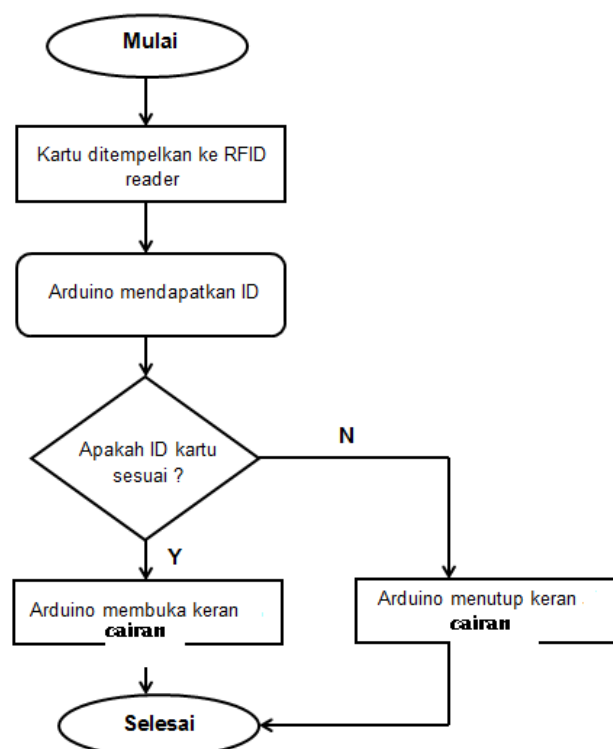 Mulai
Kartu ditempelkan ke RFID
reader
Arduino mendapatkan ID
Apakah ID kartu
sesuai ?
N
Y
Arduino membuka keran
cairan
Arduino menutup keran
cairan
Selesai